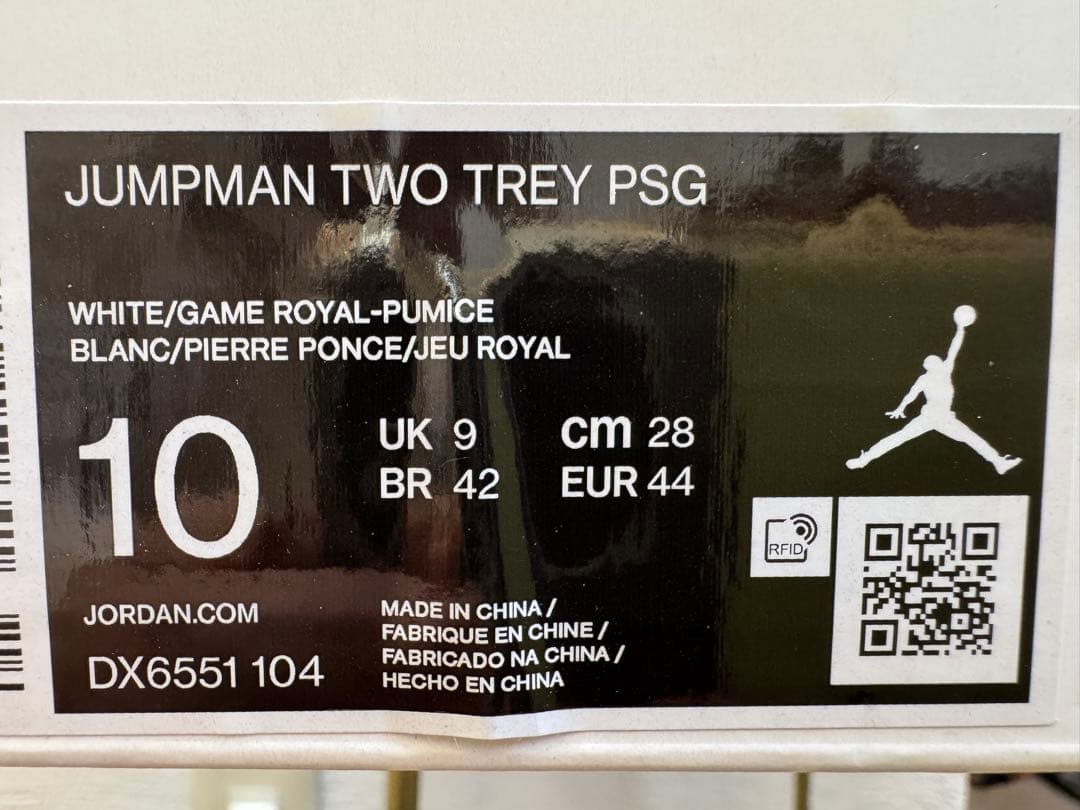 JUMPMAN TWO TREY PSG
WHITE/GAME ROYAL-PUMICE
BLANC/PIERRE PONCE/JEU ROYAL
10
UK 9 cm 28
BR 42 EUR 44
RFID
JORDAN.COM
DX6551 104
MADE IN CHINA /
FABRIQUE EN CHINE /
FABRICADO NA CHINA /
HECHO EN CHINA